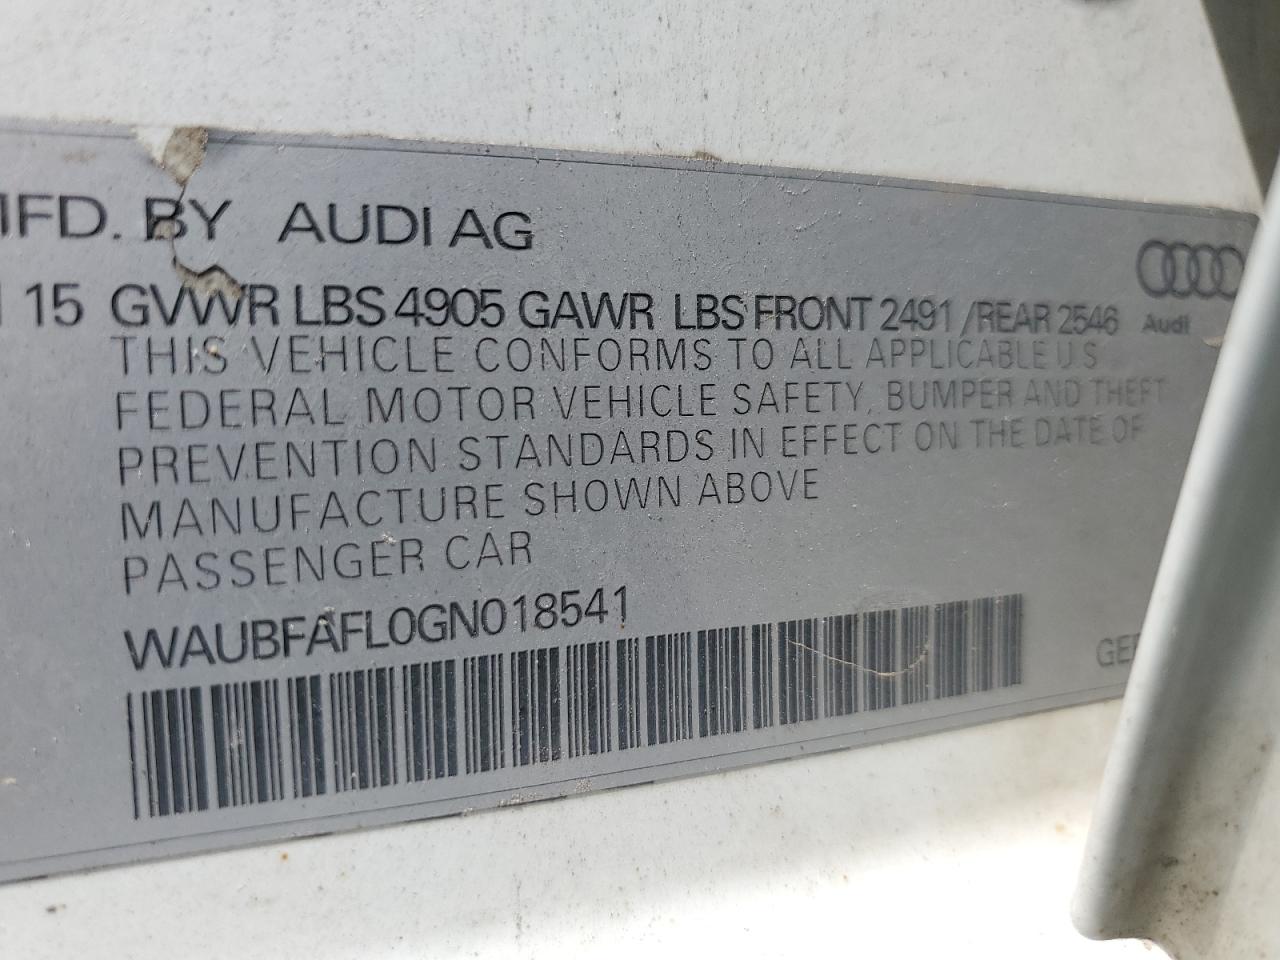 MFD. BY AUDI AG
15 GVWR LBS 4905 GAWR LBS FRONT 2491 /REAR 2546
Audi
THIS VEHICLE CONFORMS TO ALL APPLICABLE U S
FEDERAL MOTOR VEHICLE SAFETY, BUMPER AND THEFT
PREVENTION STANDARDS IN EFFECT ON THE DATE OF
MANUFACTURE SHOWN ABOVE
PASSENGER CAR
WAUBFAFL0GN018541